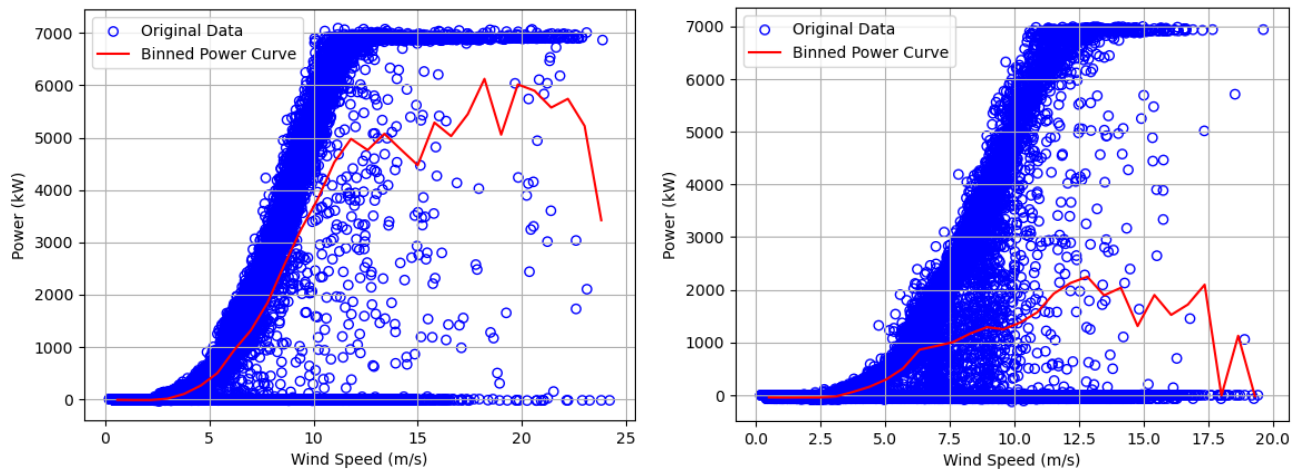 Original Data
Binned Power Curve
7000
6000
5000
4000
3000
2000
1000
0
Power (kW)
0 5 10 15 20 25
Wind Speed (m/s)
Original Data
Binned Power Curve
7000
6000
5000
4000
3000
2000
1000
0
Power (kW)
0.0 2.5 5.0 7.5 10.0 12.5 15.0 17.5 20.0
Wind Speed (m/s)